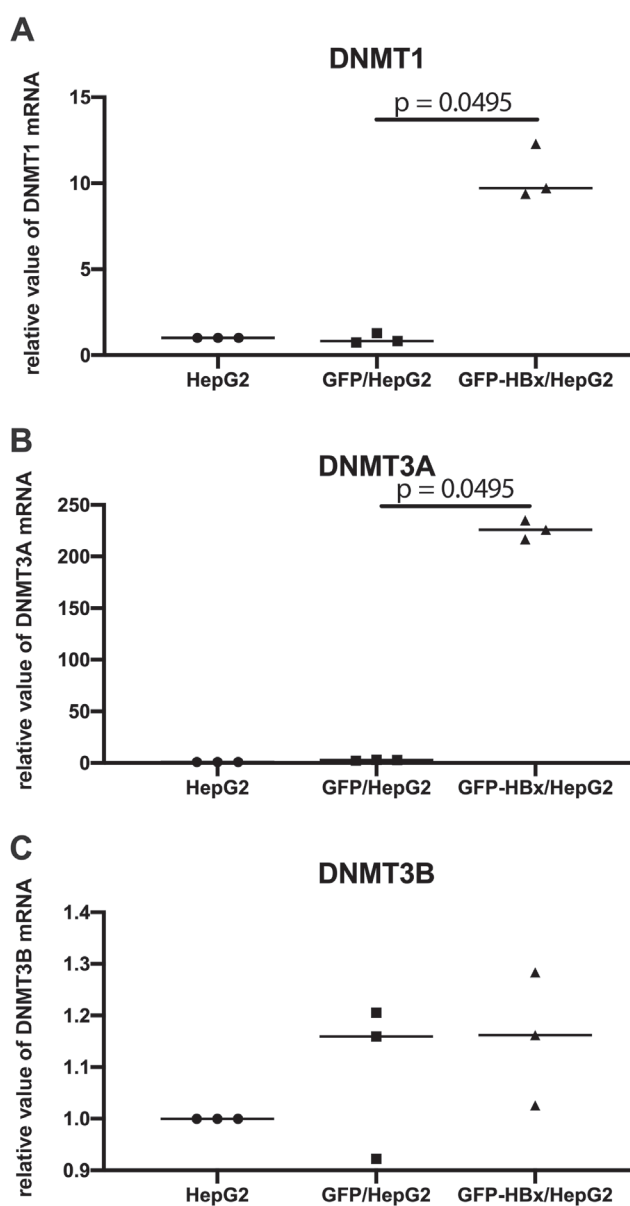 A
DNMT1
relative value of DNMT1 mRNA
15
10
5
0
p = 0.0495
HepG2 GFP/HepG2 GFP-HBx/HepG2
B
DNMT3A
relative value of DNMT3A mRNA
250
200
150
100
50
0
p = 0.0495
HepG2 GFP/HepG2 GFP-HBx/HepG2
C
DNMT3B
relative value of DNMT3B mRNA
1.4
1.3
1.2
1.1
1.0
0.9
HepG2 GFP/HepG2 GFP-HBx/HepG2